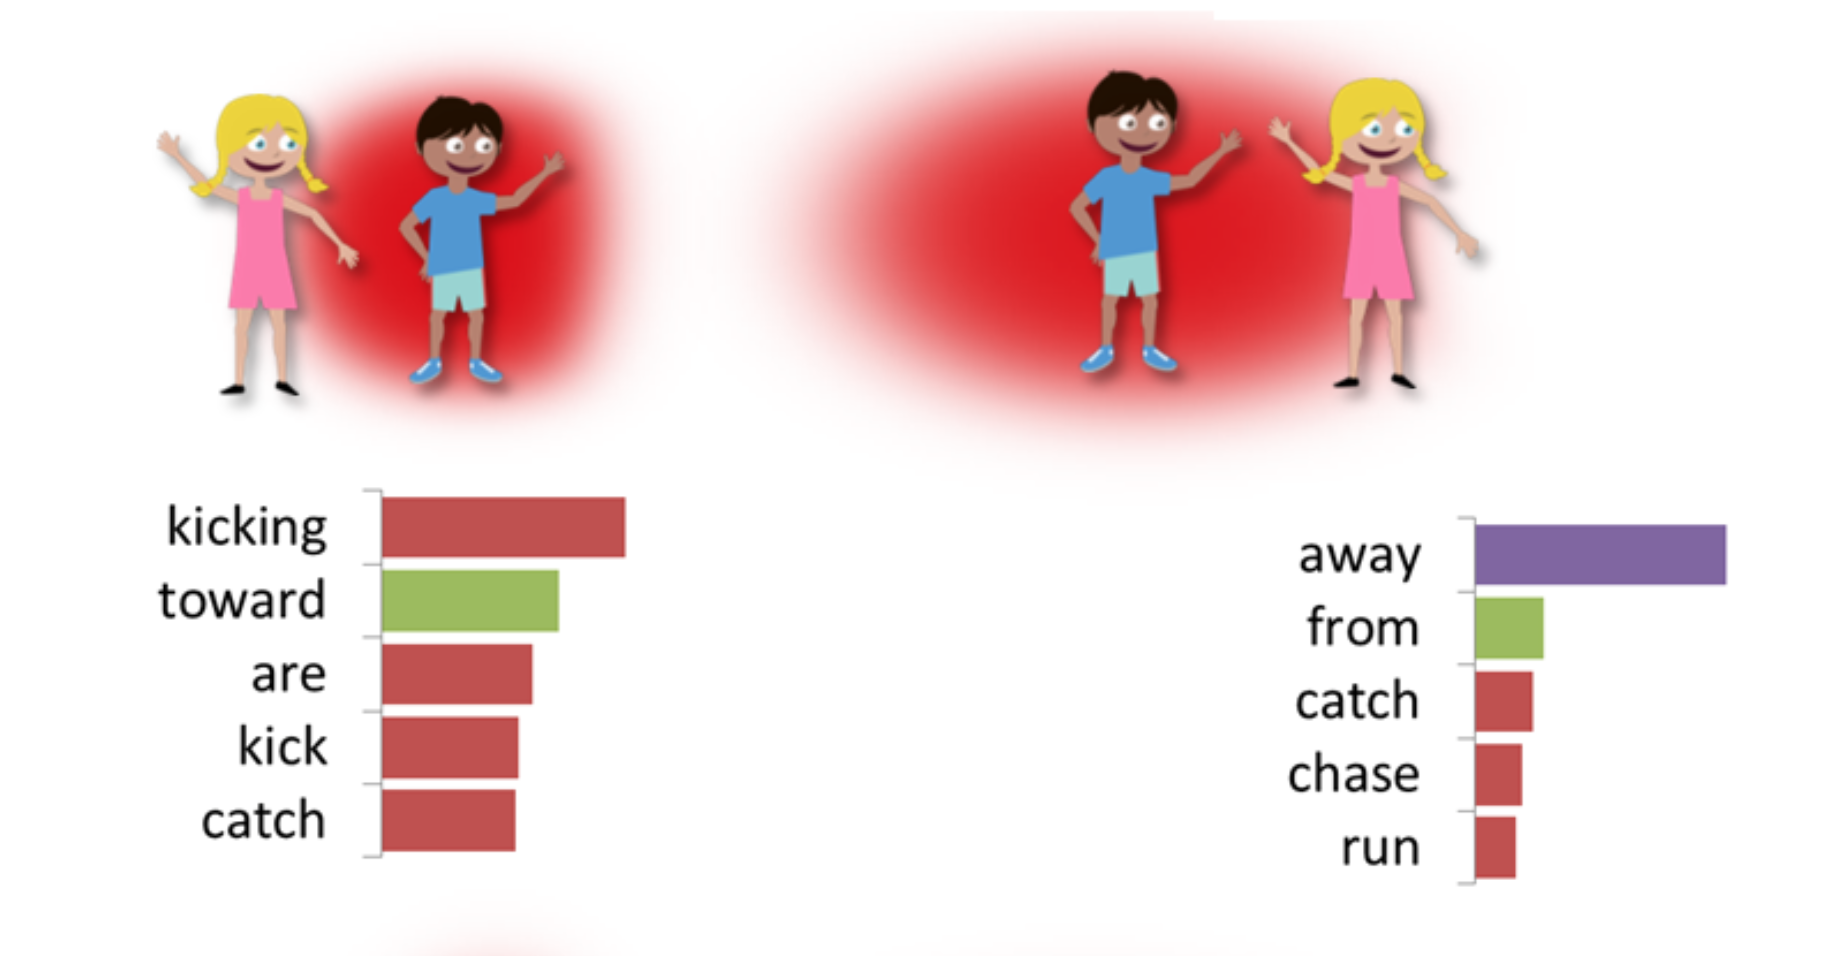 kicking
toward
are
kick
catch
away
from
catch
chase
run